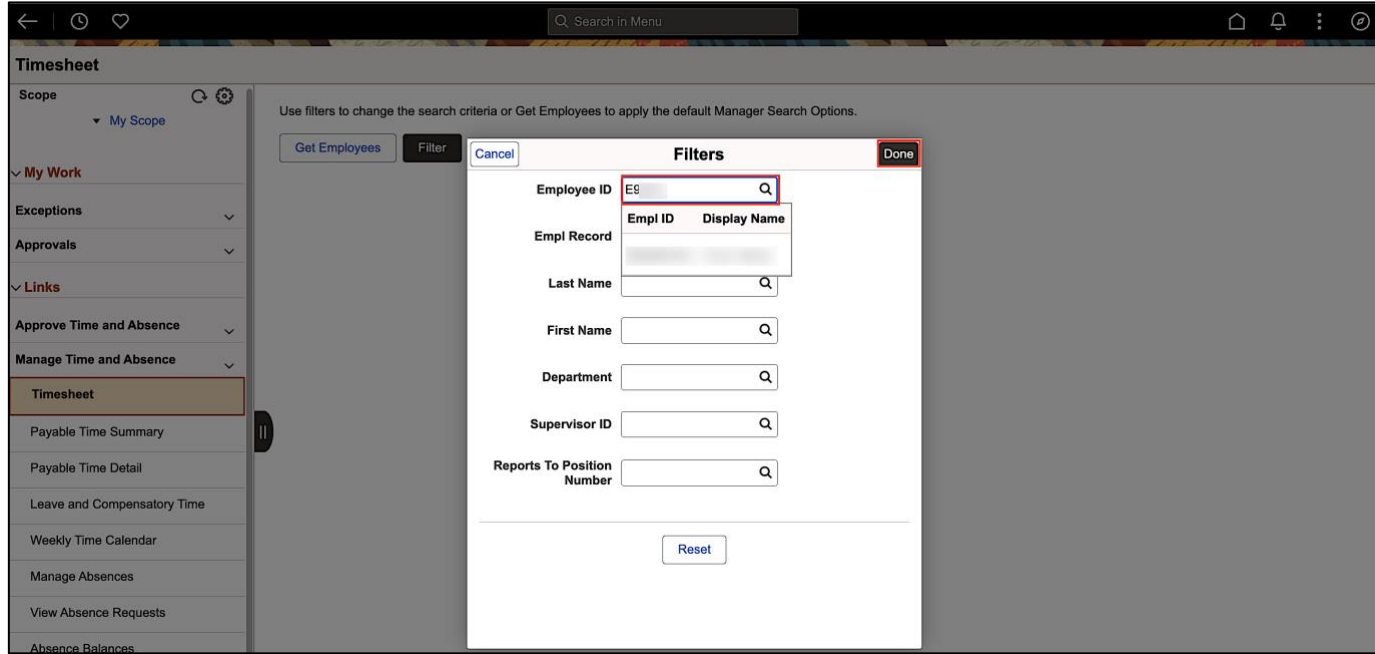 Search in Menu
Timesheet
Scope
My Scope
My Work
Exceptions
Approvals
Links
Approve Time and Absence
Manage Time and Absence
Timesheet
Payable Time Summary
Payable Time Detail
Leave and Compensatory Time
Weekly Time Calendar
Manage Absences
View Absence Requests
Absence Balances
Use filters to change the search criteria or Get Employees to apply the default Manager Search Options.
Get Employees Filter
Cancel Filters Done
Employee ID E9
Empl ID Display Name
Empl Record
Last Name
First Name
Department
Supervisor ID
Reports To Position
Number
Reset